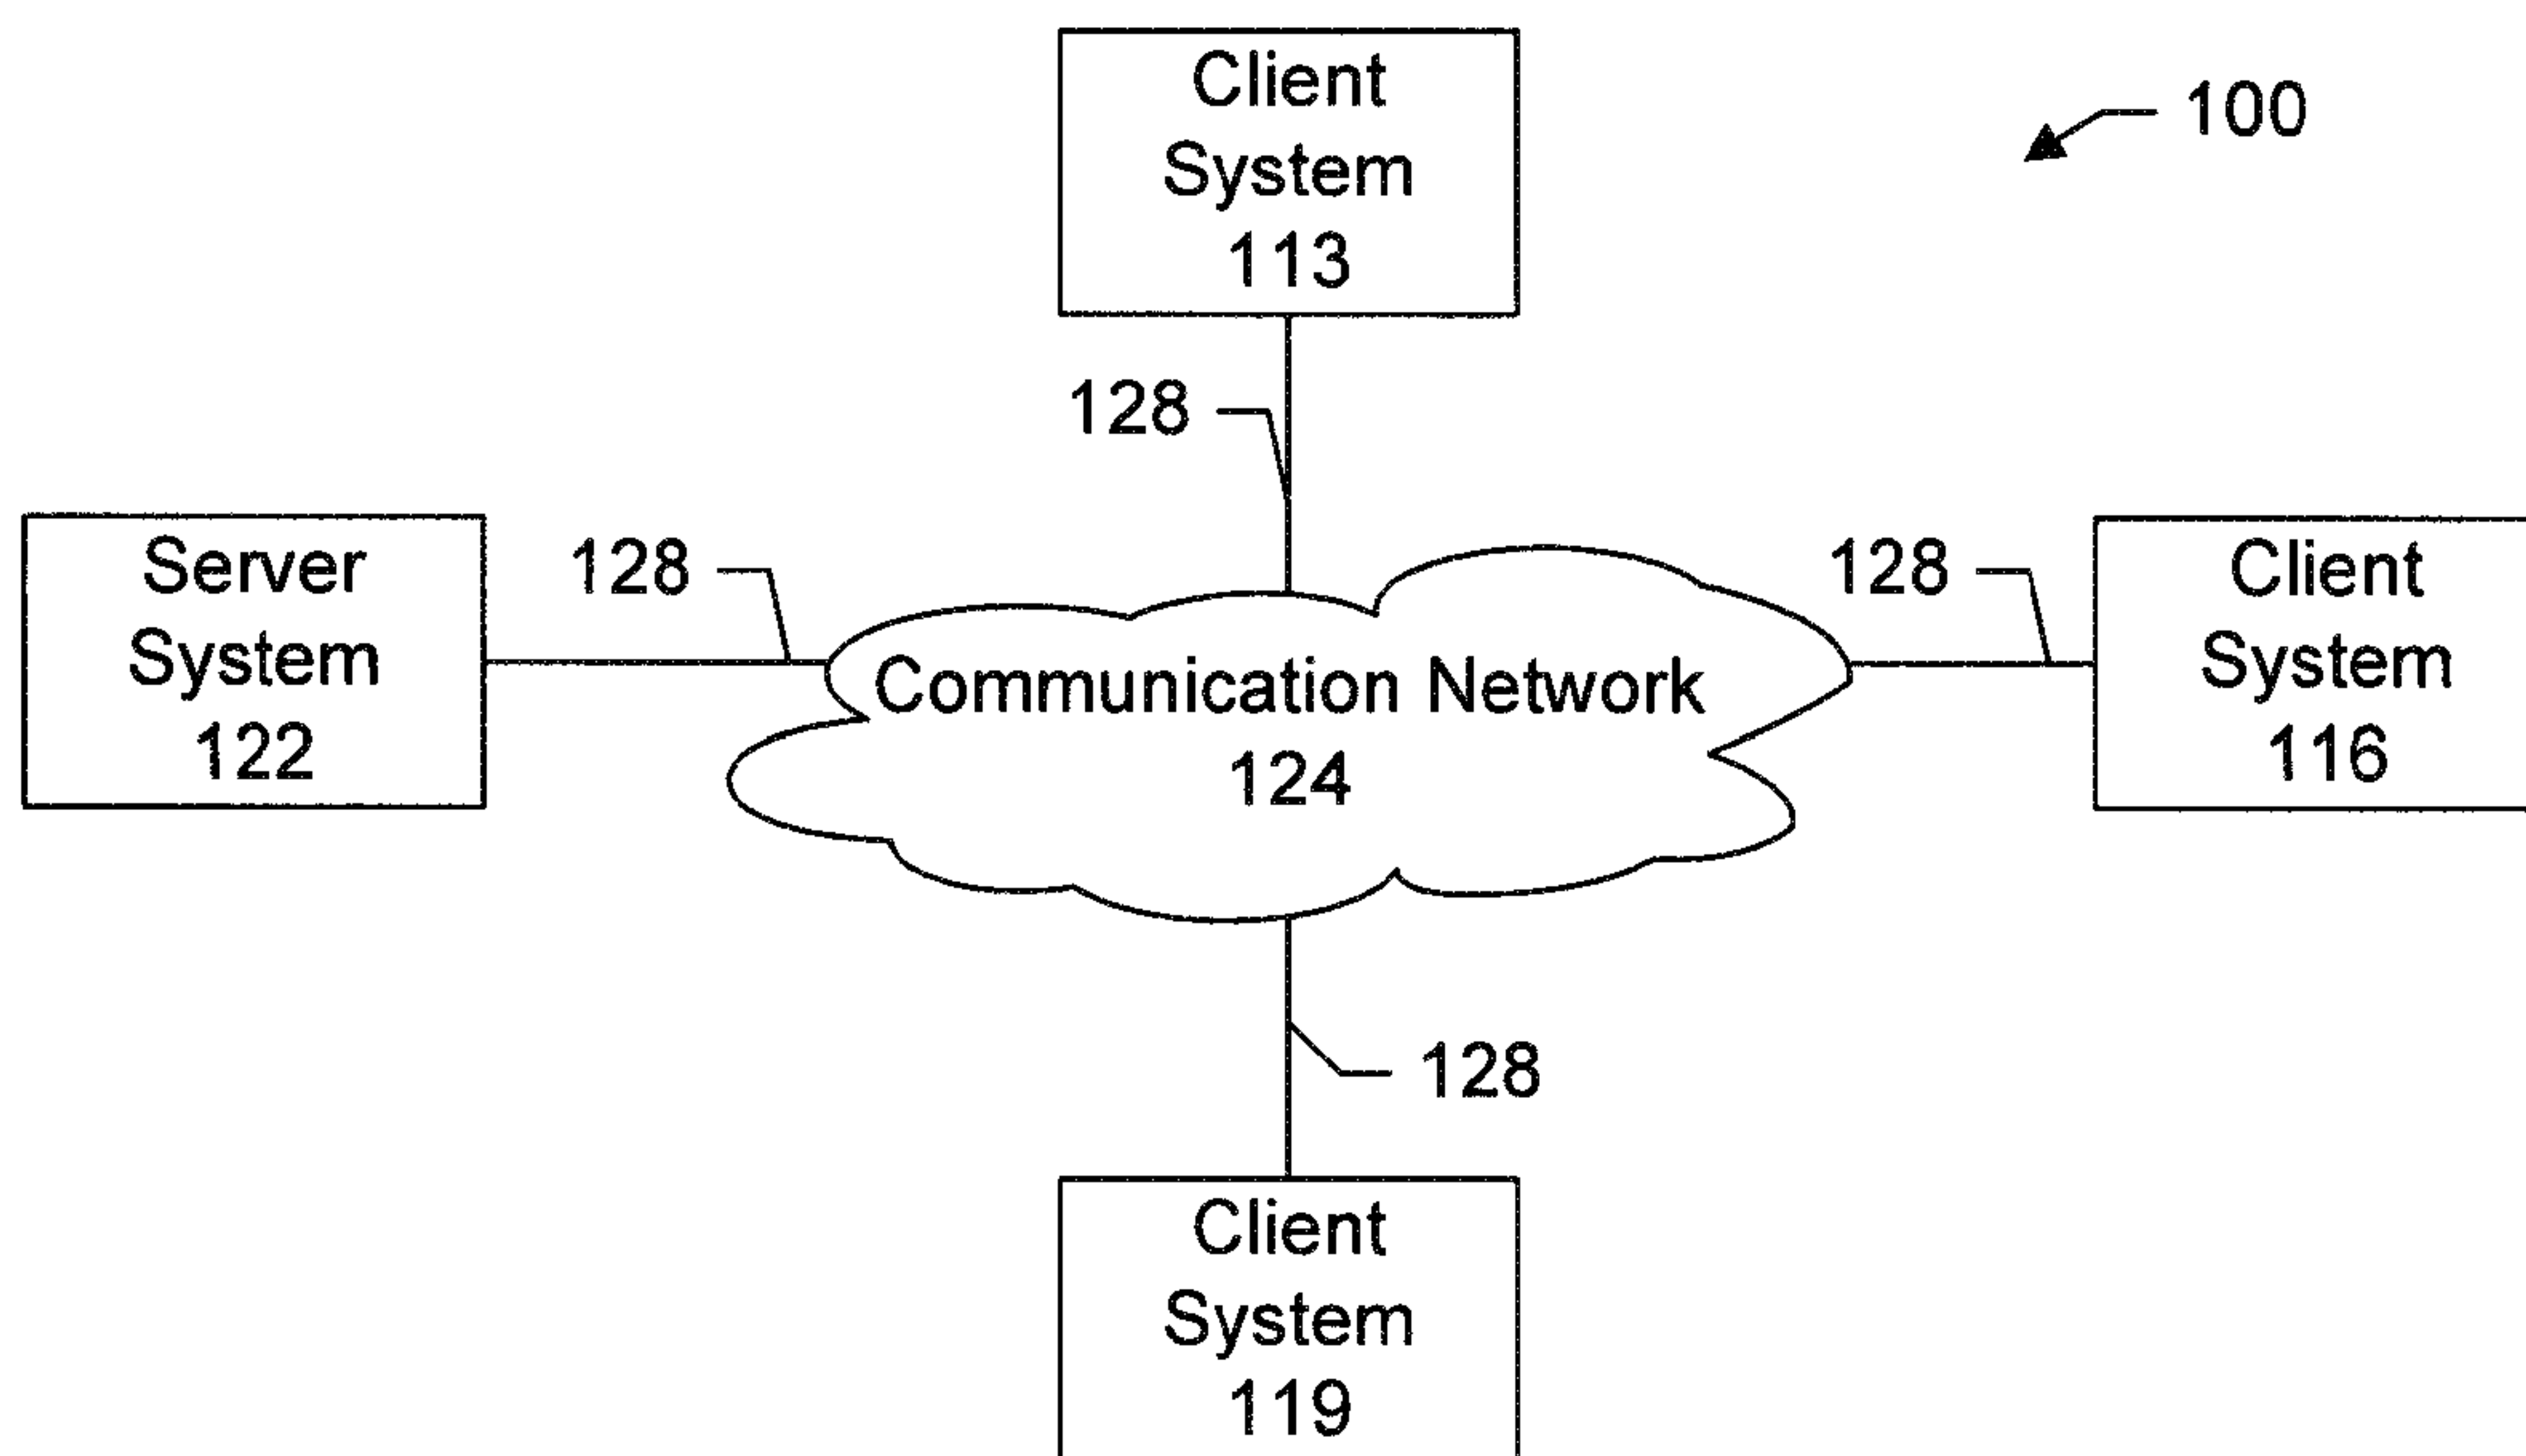 Client
System
113
100
128
Server
System
122
128
Communication Network
124
128
Client
System
116
128
Client
System
119